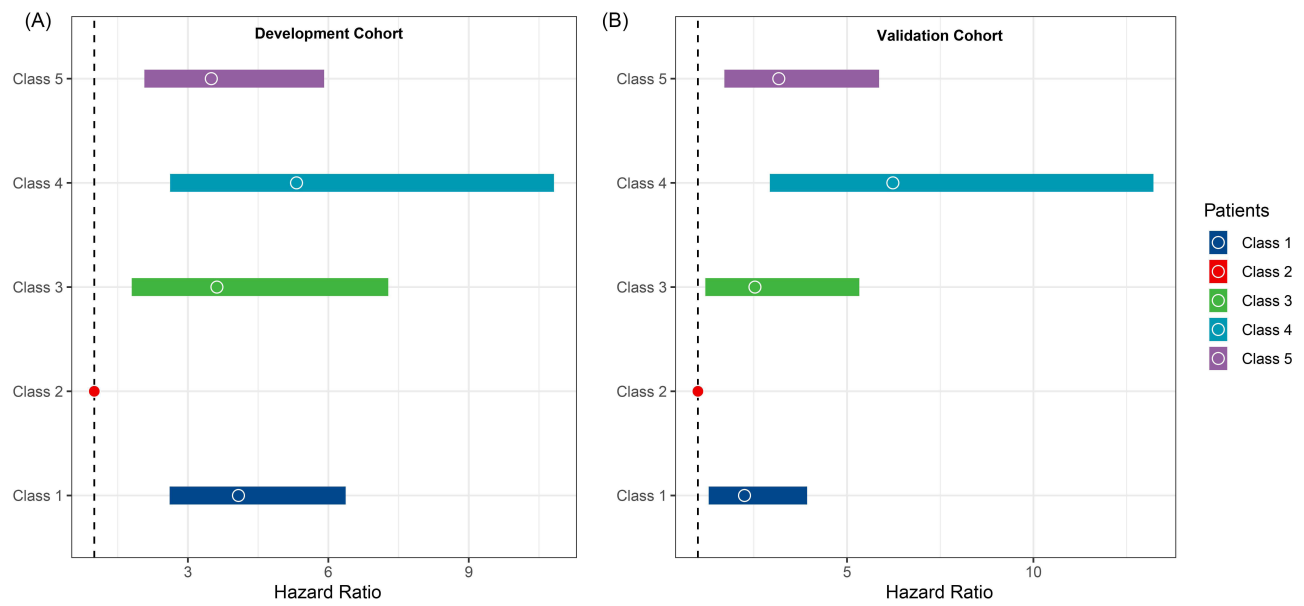 (A)
Development Cohort
Class 5
Class 4
Class 3
Class 2
Class 1
3
6
9
Hazard Ratio
(B)
Validation Cohort
Class 5
Class 4
Class 3
Class 2
Class 1
5
10
Hazard Ratio
Patients
Class 1
Class 2
Class 3
Class 4
Class 5